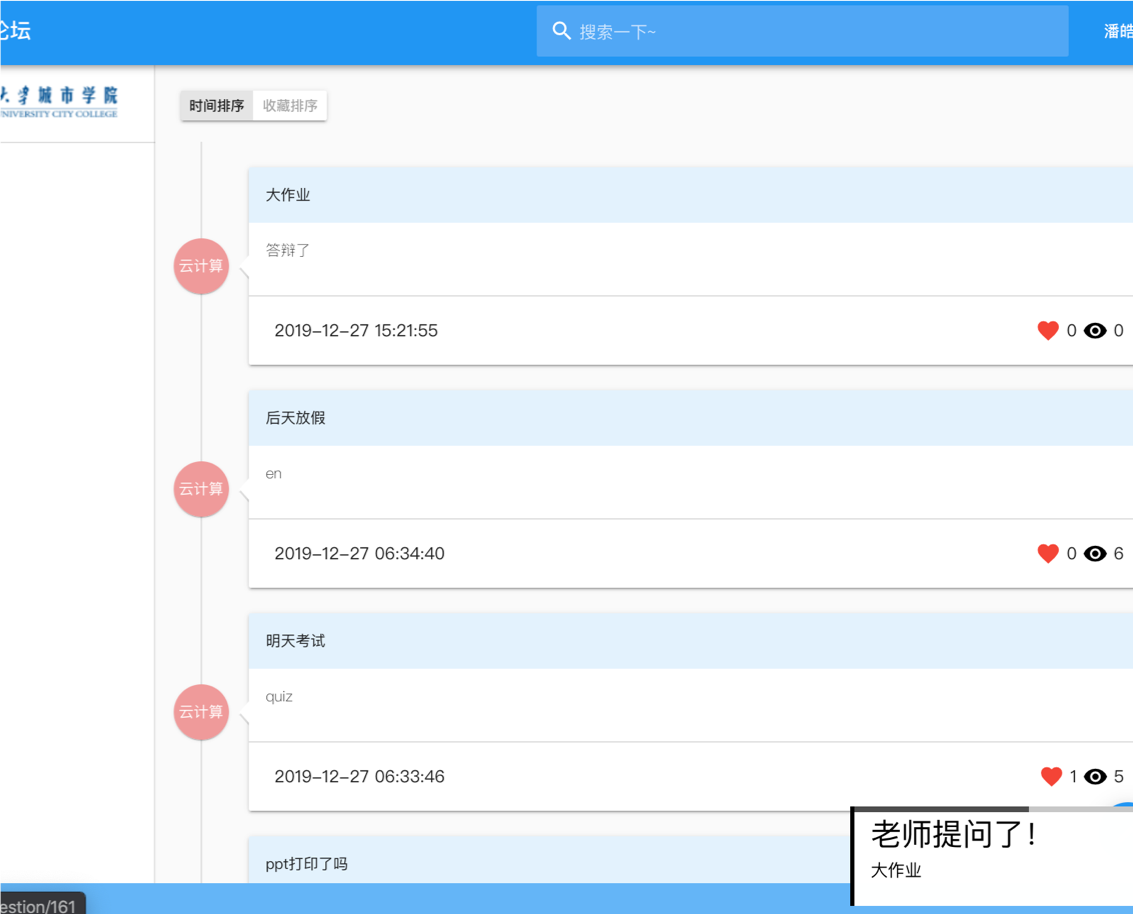 论坛
搜索一下~
潘皓
大学城市学院
UNIVERSITY CITY COLLEGE
时间排序 收藏排序
大作业
云计算
答辩了
2019-12-27 15:21:55
0 0
后天放假
云计算
en
2019-12-27 06:34:40
0 6
明天考试
云计算
quiz
2019-12-27 06:33:46
1 5
ppt打印了吗
老师提问了!
大作业
estion/161